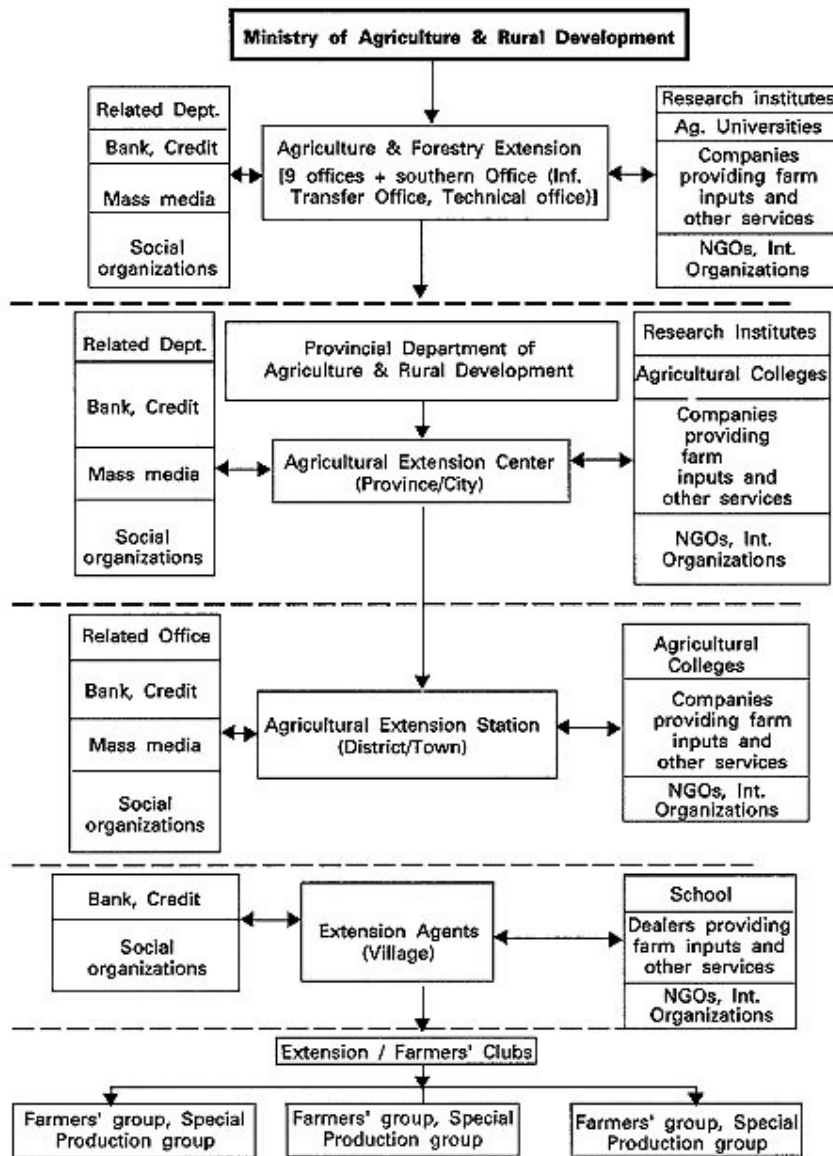 Ministry of Agriculture & Rural Development
Related Dept.
Bank, Credit
Mass media
Social
organizations
Agriculture & Forestry Extension
[9 offices + southern Office (Inf.
Transfer Office, Technical office)]
Research institutes
Ag. Universities
Companies
providing farm
inputs and
other services
NGOs, Int.
Organizations
Related Dept.
Bank, Credit
Mass media
Social
organizations
Provincial Department of
Agriculture & Rural Development
Agricultural Extension Center
(Province/City)
Research Institutes
Agricultural Colleges
Companies
providing
farm
inputs and
other services
NGOs, Int.
Organizations
Related Office
Bank, Credit
Mass media
Social
organizations
Agricultural Extension Station
(District/Town)
Agricultural
Colleges
Companies
providing farm
inputs and
other services
NGOs, Int.
Organizations
Bank, Credit
Social
organizations
Extension Agents
(Village)
School
Dealers providing
farm inputs and
other services
NGOs, Int.
Organizations
Extension / Farmers' Clubs
Farmers' group, Special
Production group
Farmers' group, Special
Production group
Farmers' group, Special
Production group